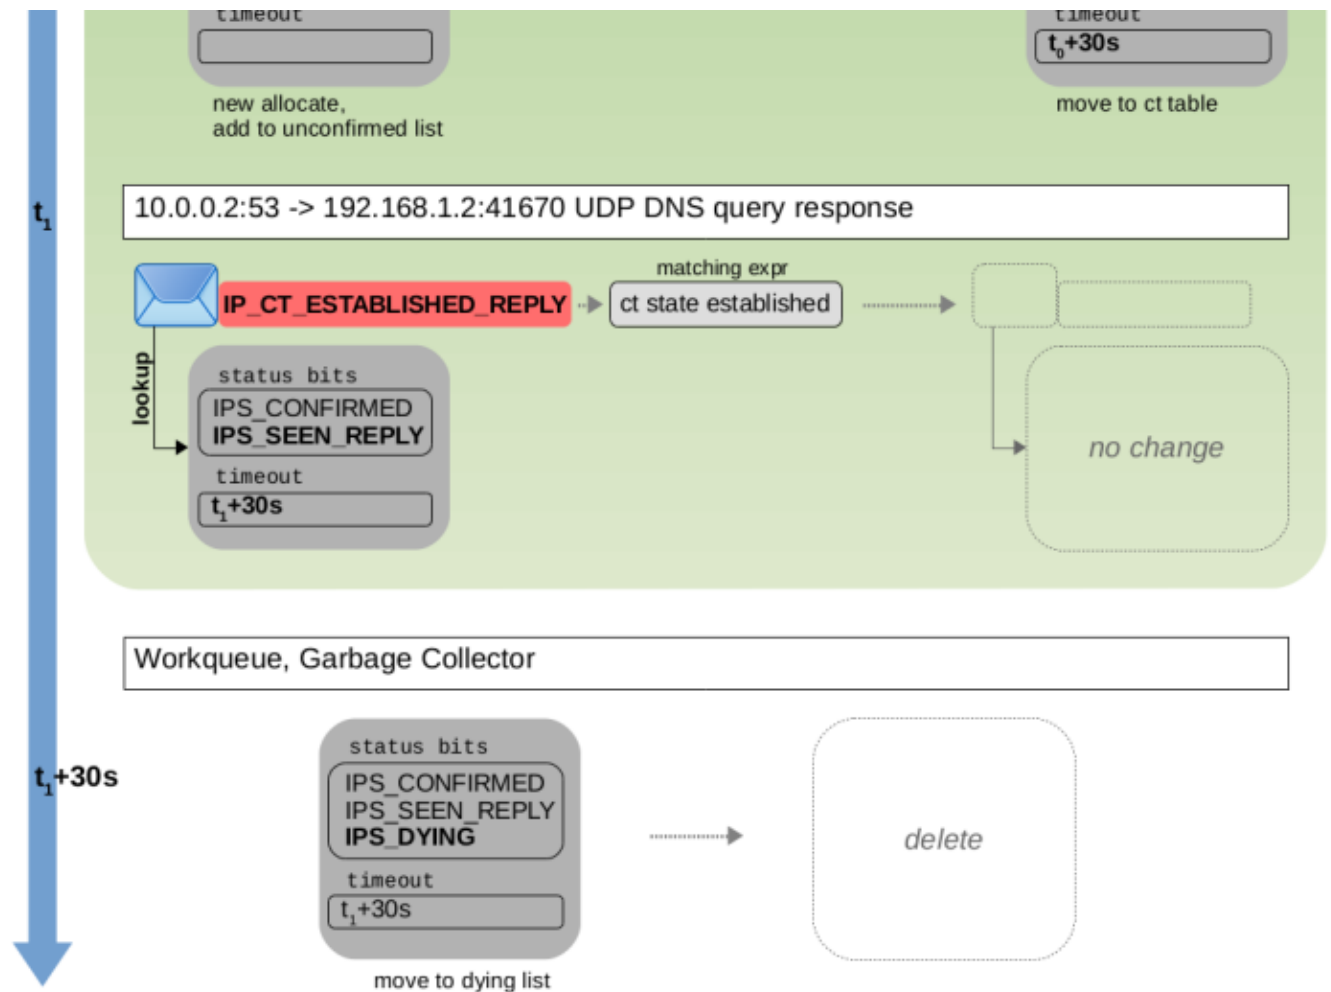 timeout
timeout
t0+30s
new allocate,
add to unconfirmed list
move to ct table
t1
10.0.0.2:53 -> 192.168.1.2:41670 UDP DNS query response
matching expr
IP_CT_ESTABLISHED_REPLY
ct state established
lookup
status bits
IPS_CONFIRMED
IPS_SEEN_REPLY
timeout
t1+30s
no change
Workqueue, Garbage Collector
t1+30s
status bits
IPS_CONFIRMED
IPS_SEEN_REPLY
IPS_DYING
timeout
t1+30s
delete
move to dying list